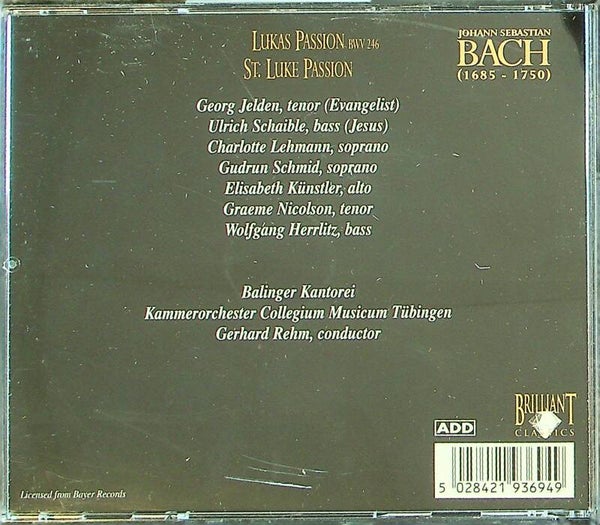 LUKAS PASSION BWV 246
ST. LUKE PASSION
JOHANN SEBASTIAN
BACH
(1685 - 1750)
Georg Jelden, tenor (Evangelist)
Ulrich Schaible, bass (Jesus)
Charlotte Lehmann, soprano
Gudrun Schmid, soprano
Elisabeth Künstler, alto
Graeme Nicolson, tenor
Wolfgang Herrlitz, bass
Balinger Kantorei
Kammerorchester Collegium Musicum Tübingen
Gerhard Rehm, conductor
BRILLIANT
CLASSICS
ADD
5 028421 936949
Licensed from Bayer Records